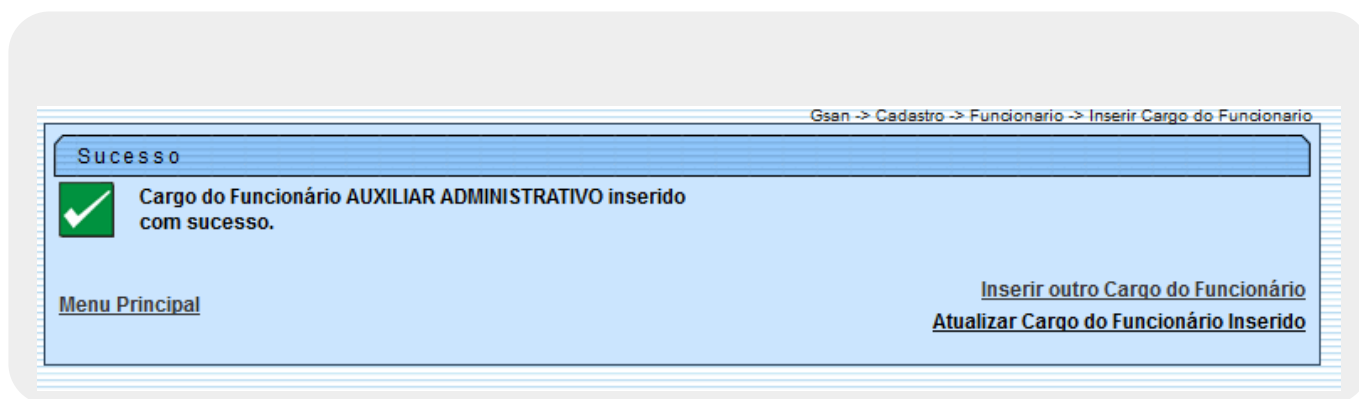 Gsan -> Cadastro -> Funcionario -> Inserir Cargo do Funcionario
Sucesso
Cargo do Funcionário AUXILIAR ADMINISTRATIVO inserido
com sucesso.
Inserir outro Cargo do Funcionário
Menu Principal
Atualizar Cargo do Funcionário Inserido